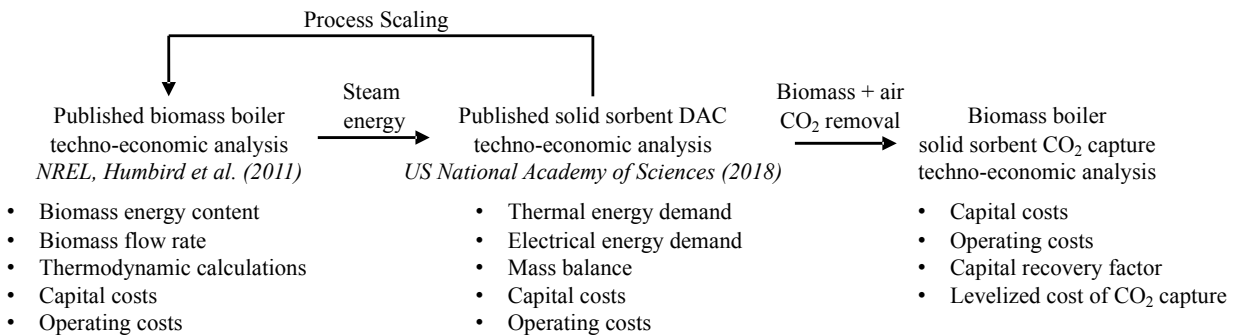 Process Scaling
Published biomass boiler
techno-economic analysis
NREL, Humbird et al. (2011)
• Biomass energy content
• Biomass flow rate
• Thermodynamic calculations
• Capital costs
• Operating costs
Steam
energy
Published solid sorbent DAC
techno-economic analysis
US National Academy of Sciences (2018)
• Thermal energy demand
• Electrical energy demand
• Mass balance
• Capital costs
• Operating costs
Biomass + air
CO₂ removal
Biomass boiler
solid sorbent CO₂ capture
techno-economic analysis
• Capital costs
• Operating costs
• Capital recovery factor
• Levelized cost of CO₂ capture